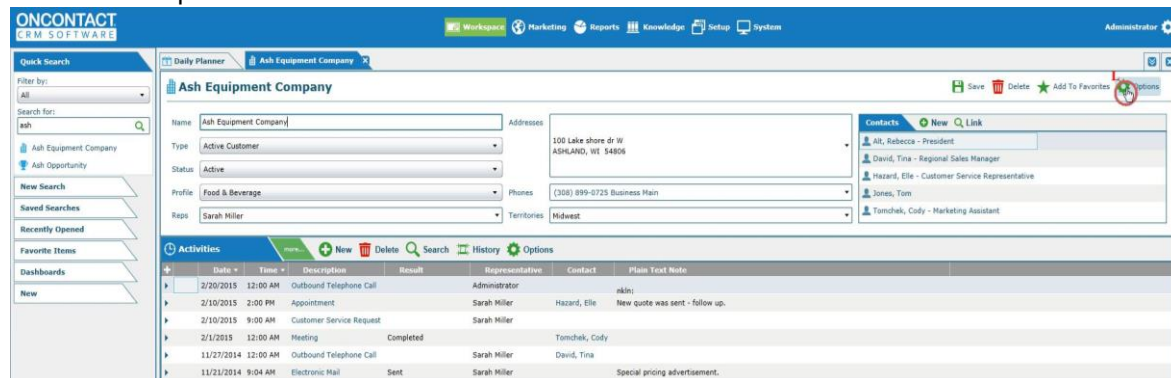 ONCONTACT
CRM SOFTWARE
Workspace Marketing Reports Knowledge Setup System
Administrator
Quick Search
Daily Planner Ash Equipment Company X
Filter by:
All
Search for:
ash
Ash Equipment Company
Ash Opportunity
New Search
Saved Searches
Recently Opened
Favorite Items
Dashboards
New
Ash Equipment Company
Save Delete Add To Favorites Options
L
Name Ash Equipment Company
Type Active Customer
Status Active
Profile Food & Beverage
Reps Sarah Miller
Addresses 100 Lake shore dr W
ASHLAND, WI 54806
Phones (308) 899-0725 Business Main
Territories Midwest
Contacts New Link
Alt, Rebecca - President
David, Tina - Regional Sales Manager
Hazard, Elle - Customer Service Representative
Jones, Tom
Tomchek, Cody - Marketing Assistant
Activities more... New Delete Search History Options
Date Time Description Result Representative Contact Plain Text Note
2/20/2015 12:00 AM Outbound Telephone Call Administrator nkln;
2/10/2015 2:00 PM Appointment Sarah Miller Hazard, Elle New quote was sent - follow up.
2/10/2015 9:00 AM Customer Service Request Sarah Miller
2/1/2015 12:00 AM Meeting Completed Tomchek, Cody
11/27/2014 12:00 AM Outbound Telephone Call Sarah Miller David, Tina
11/21/2014 9:04 AM Electronic Mail Sent Sarah Miller Special pricing advertisement.